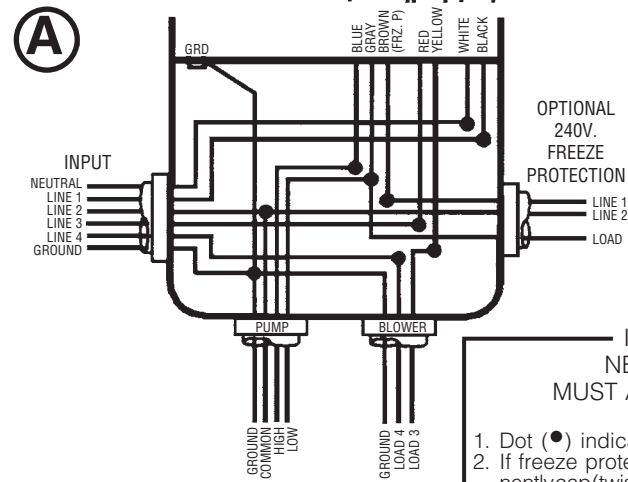 A
BLUE
GRAY
BROWN
(FRZ. P)
RED
YELLOW
WHITE
BLACK
GRD
OPTIONAL
240V.
FREEZE
PROTECTION
INPUT
NEUTRAL
LINE 1
LINE 2
LINE 3
LINE 4
GROUND
LINE 1
LINE 2
LOAD
PUMP
BLOWER
GROUND
COMMON
HIGH
LOW
GROUND
LOAD 4
LOAD 3
NE
MUST A
1. Dot (●) indica
2. If freeze prote